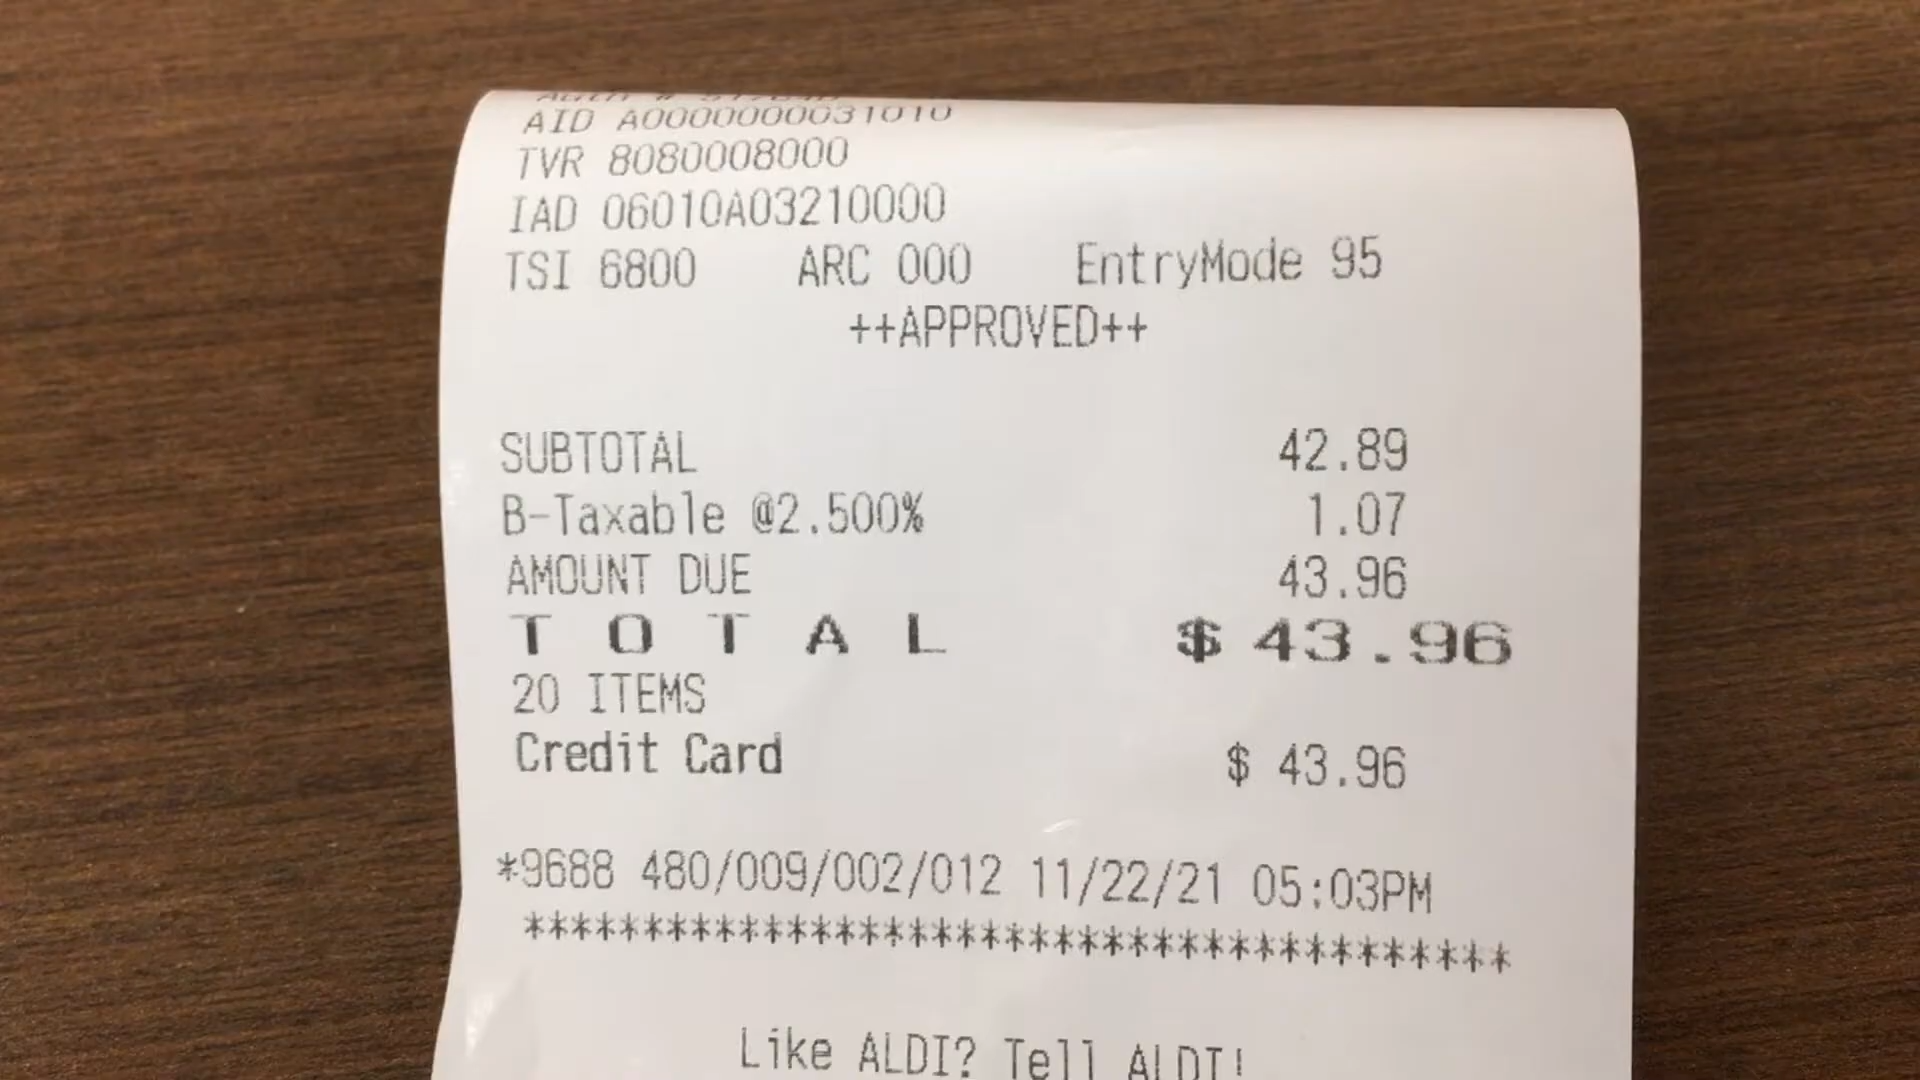 AID A0000000031010
TVR 8080008000
IAD 06010A03210000
TSI 6800 ARC 000 EntryMode 95
++APPROVED++
SUBTOTAL 42.89
B-Taxable @2.500% 1.07
AMOUNT DUE 43.96
TOTAL $ 43.96
20 ITEMS
Credit Card $ 43.96
*9688 480/009/002/012 11/22/21 05:03PM
*****************************************
Like ALDI? Tell ALDI!